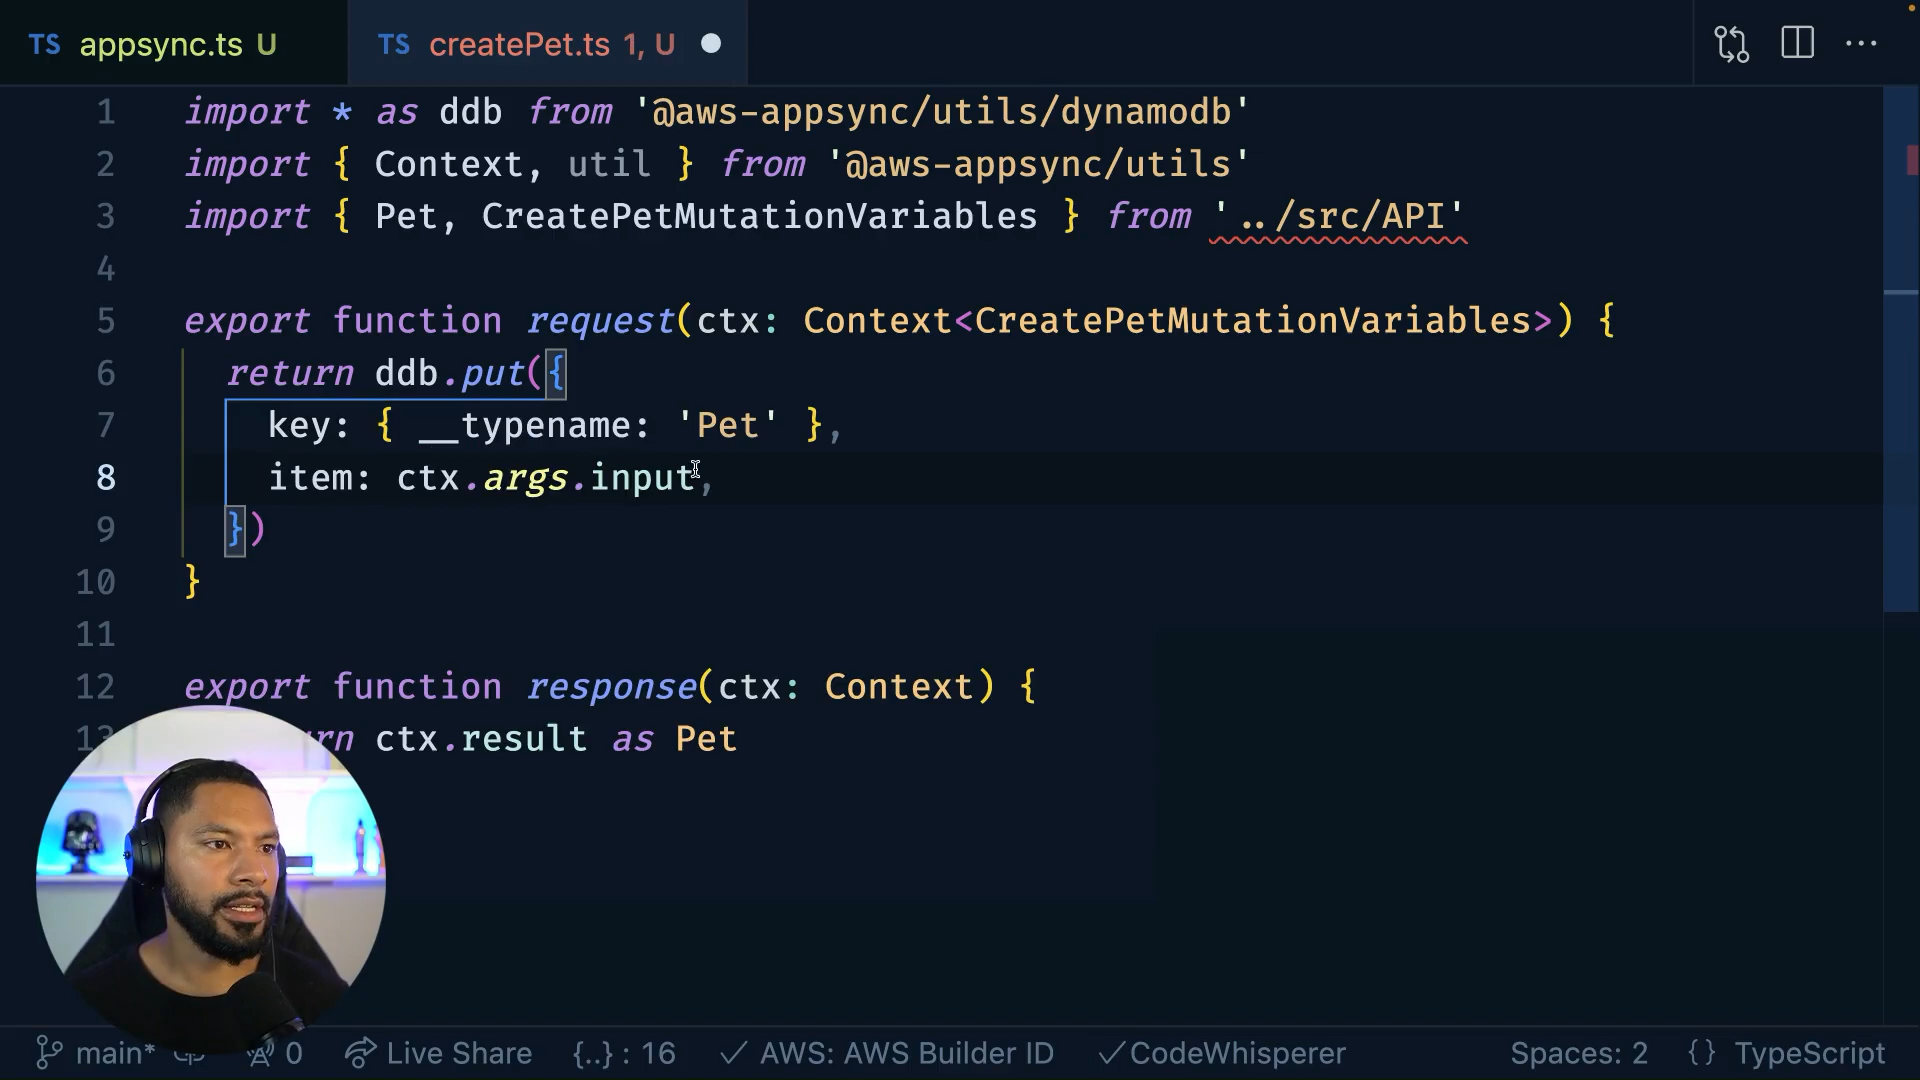 TS appsync.ts U
TS createPet.ts 1, U
1 import * as ddb from '@aws-appsync/utils/dynamodb'
2 import { Context, util } from '@aws-appsync/utils'
3 import { Pet, CreatePetMutationVariables } from '../src/API'
4
5 export function request(ctx: Context<CreatePetMutationVariables>) {
6 return ddb.put({
7 key: { __typename: 'Pet' },
8 item: ctx.args.input,
9 })
10 }
11
12 export function response(ctx: Context) {
13 rn ctx.result as Pet
main* 0 Live Share {..} : 16 AWS: AWS Builder ID CodeWhisperer Spaces: 2 {} TypeScript